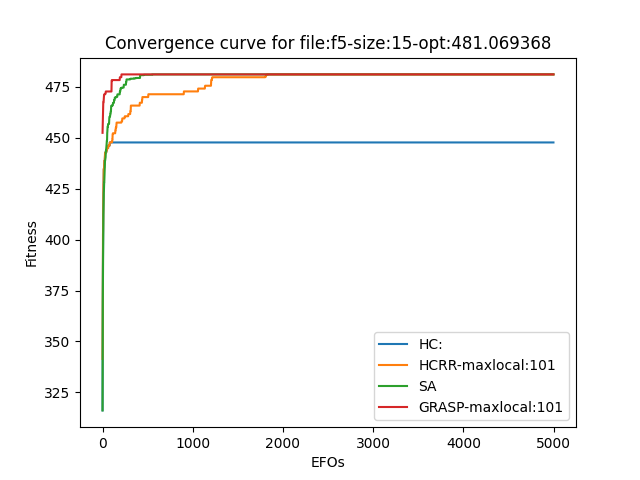 Convergence curve for file:f5-size:15-opt:481.069368
Fitness
475
450
425
400
375
350
325
0 1000 2000 3000 4000 5000
EFOs
HC:
HCRR-maxlocal:101
SA
GRASP-maxlocal:101